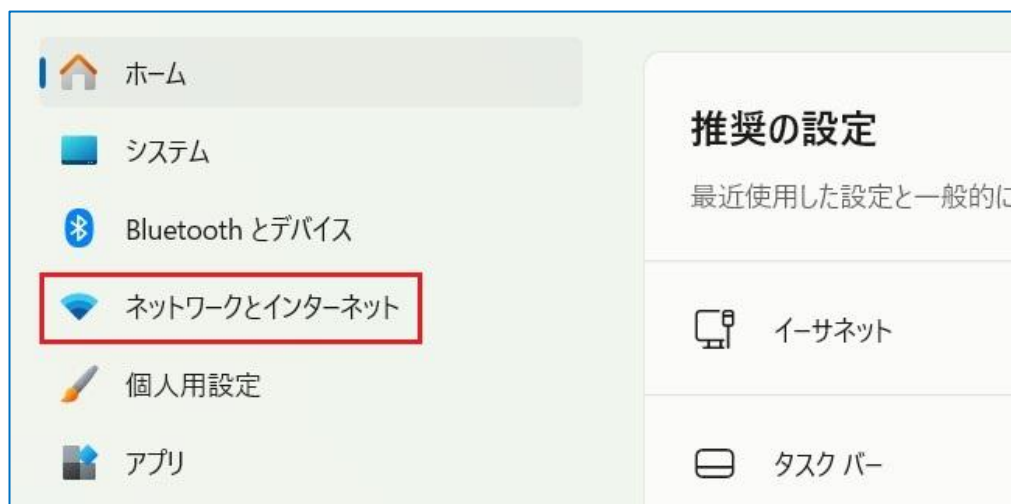 ホーム
システム
Bluetooth とデバイス
ネットワークとインターネット
個人用設定
アプリ
推奨の設定
最近使用した設定と一般的に
イーサネット
タスク バー